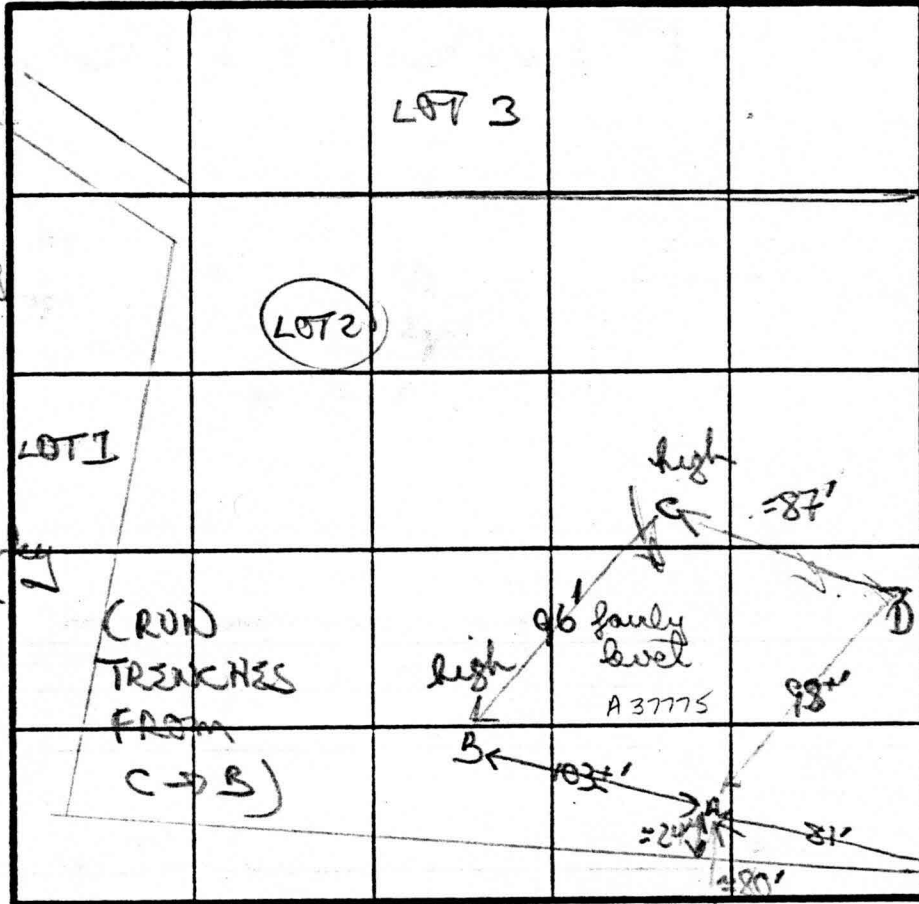 LOT 3
LOT 2
LOT 1
high
C
=87'
D
96' fairly
level
high
A 37775
98±'
(RUN
TRENCHES
FROM
C → B)
B
103±'
A
=24'
81'
=80'